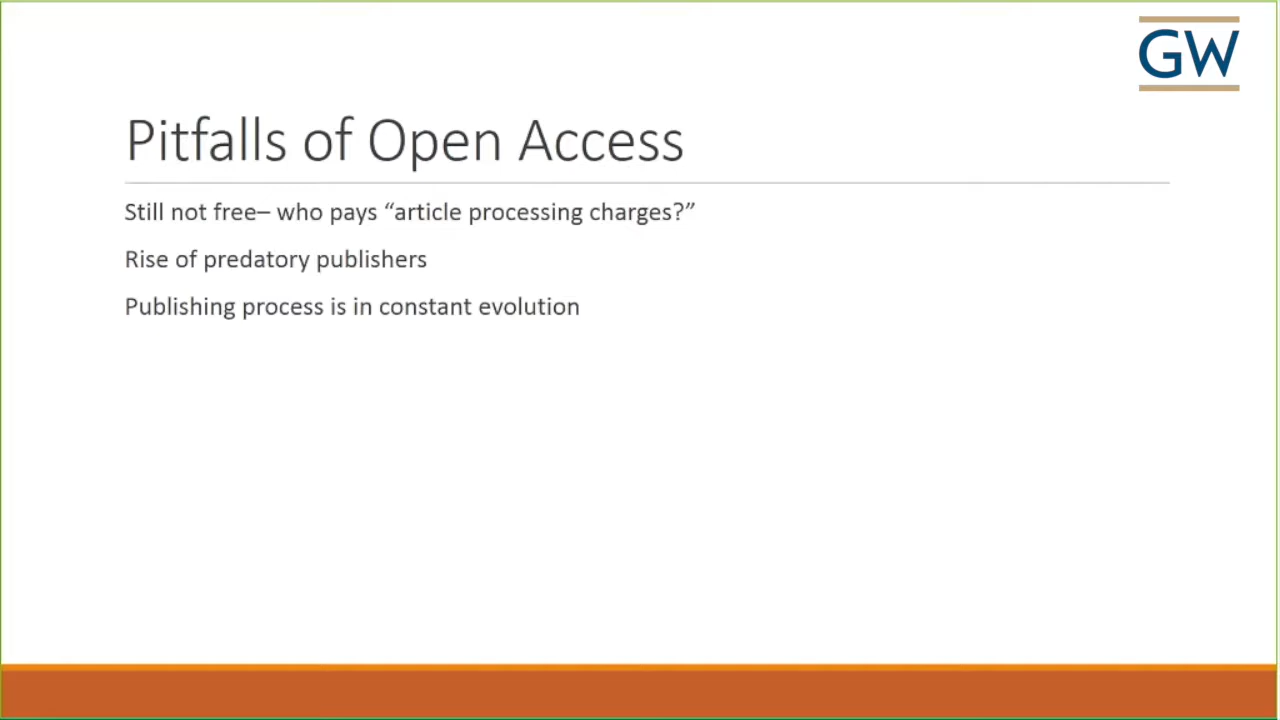 GW
Pitfalls of Open Access
Still not free– who pays “article processing charges?”
Rise of predatory publishers
Publishing process is in constant evolution